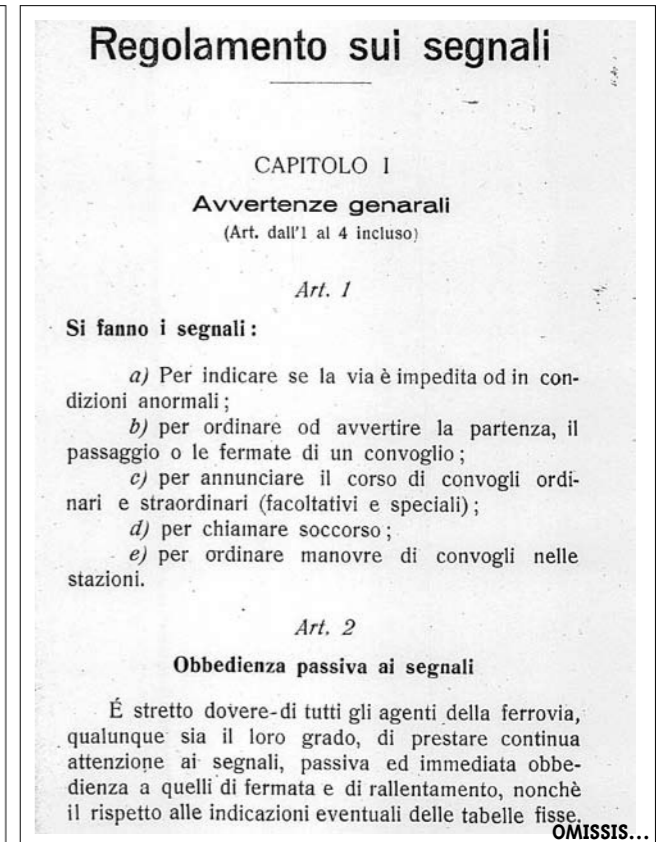 Regolamento sui segnali
CAPITOLO I
Avvertenze genarali
(Art. dall'1 al 4 incluso)
Art. 1
Si fanno i segnali:
a) Per indicare se la via è impedita od in con-
dizioni anormali;
b) per ordinare od avvertire la partenza, il
passaggio o le fermate di un convoglio;
c) per annunciare il corso di convogli ordi-
nari e straordinari (facoltativi e speciali);
d) per chiamare soccorso;
e) per ordinare manovre di convogli nelle
stazioni.
Art. 2
Obbedienza passiva ai segnali
É stretto dovere-di tutti gli agenti della ferrovia,
qualunque sia il loro grado, di prestare continua
attenzione ai segnali, passiva ed immediata obbe-
dienza a quelli di fermata e di rallentamento, nonchè
il rispetto alle indicazioni eventuali delle tabelle fisse.
OMISSIS...